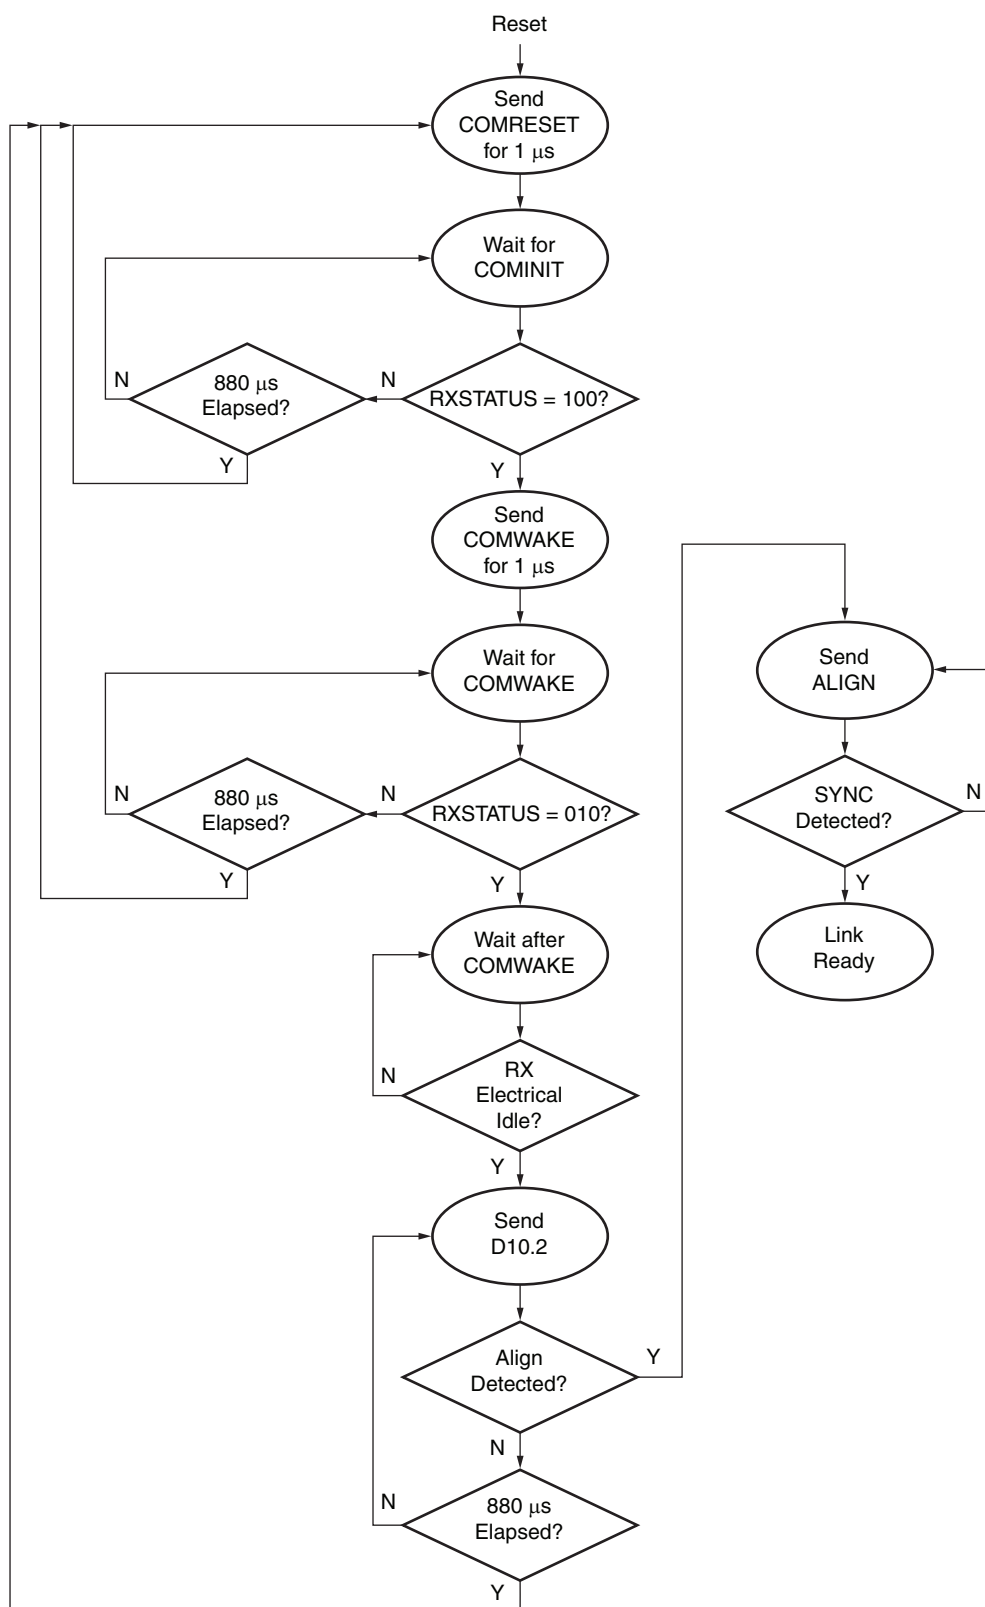 Reset
Send
COMRESET
for 1 μs
Wait for
COMINIT
RXSTATUS = 100?
N
880 μs
Elapsed?
N
Y
Y
Send
COMWAKE
for 1 μs
Wait for
COMWAKE
RXSTATUS = 010?
N
880 μs
Elapsed?
N
Y
Y
Wait after
COMWAKE
RX
Electrical
Idle?
N
Y
Send
D10.2
Align
Detected?
Y
N
880 μs
Elapsed?
N
Y
Send
ALIGN
SYNC
Detected?
N
Y
Link
Ready